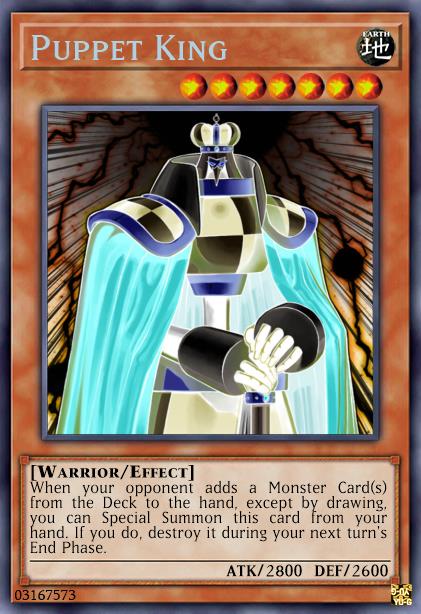 PUPPET KING
EARTH
地
[WARRIOR/EFFECT]
When your opponent adds a Monster Card(s)
from the Deck to the hand, except by drawing,
you can Special Summon this card from your
hand. If you do, destroy it during your next turn's
End Phase.
ATK/2800 DEF/2600
03167573